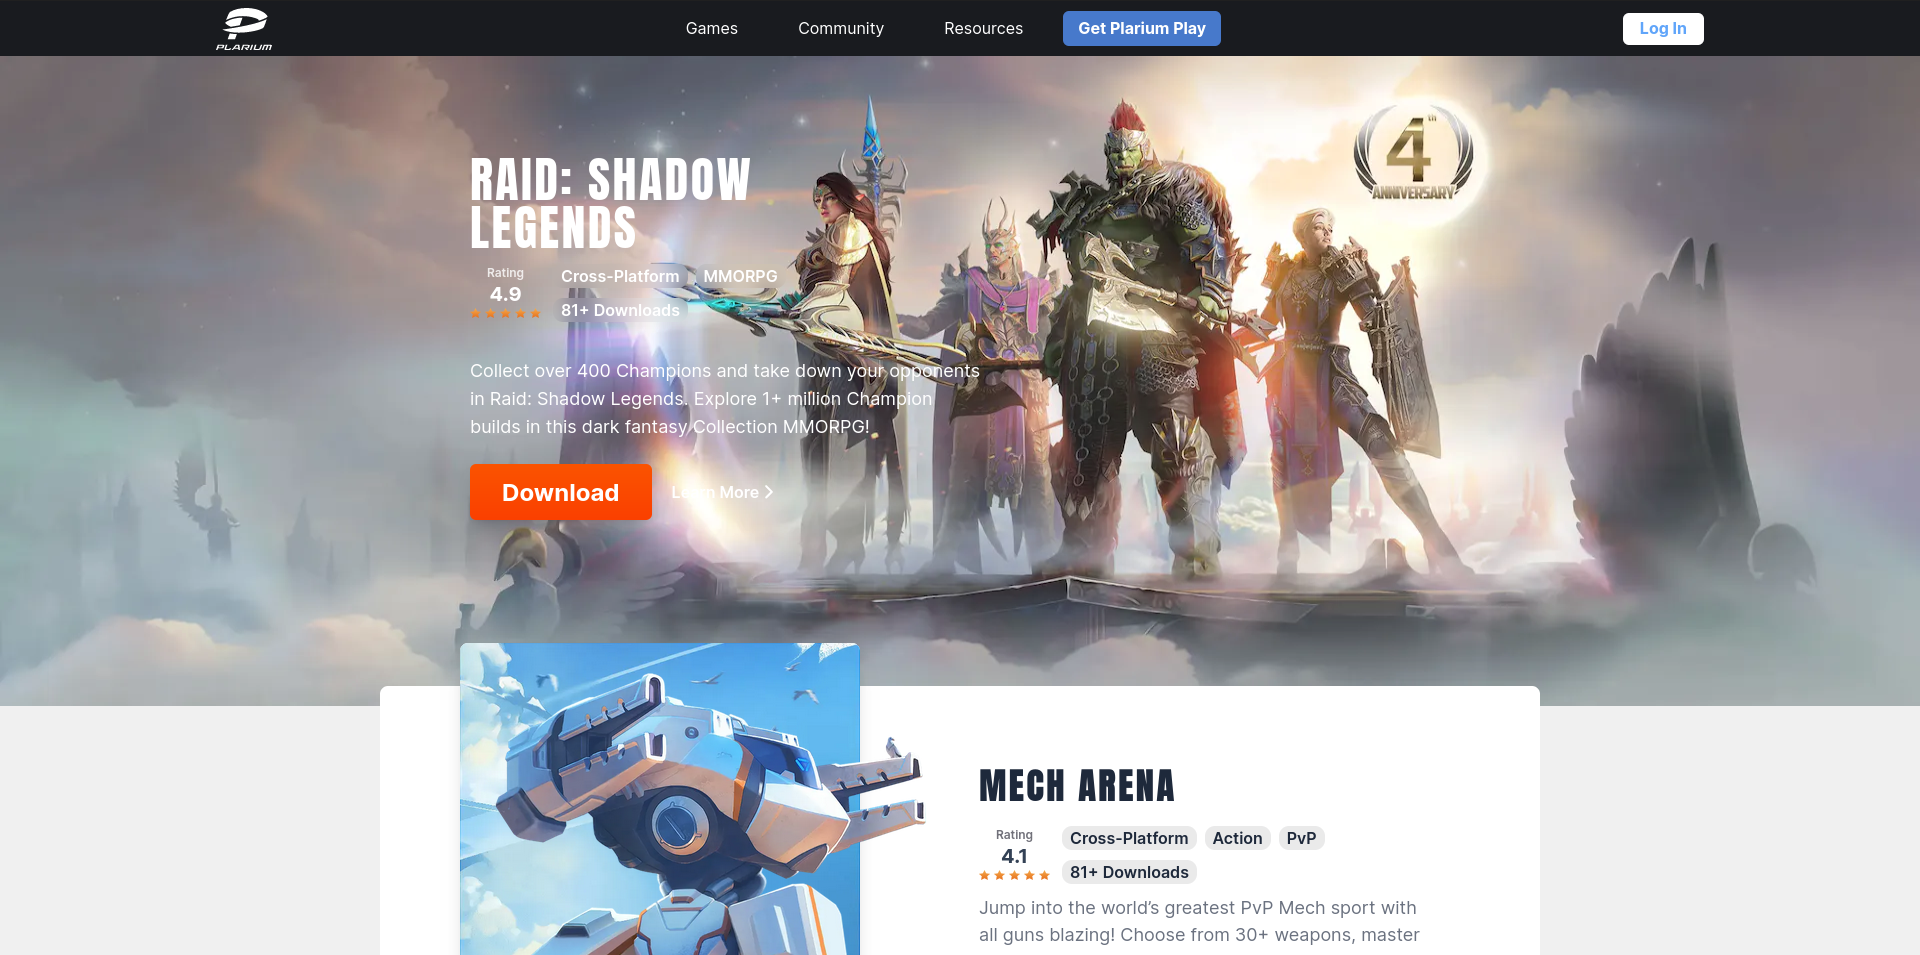 PLARIUM
Games
Community
Resources
Get Plarium Play
Log In
4th
ANNIVERSARY
RAID: SHADOW
LEGENDS
Rating
4.9
Cross-Platform
MMORPG
81+ Downloads
Collect over 400 Champions and take down your opponents
in Raid: Shadow Legends. Explore 1+ million Champion
builds in this dark fantasy Collection MMORPG!
Download
Learn More
MECH ARENA
Rating
4.1
Cross-Platform
Action
PvP
81+ Downloads
Jump into the world’s greatest PvP Mech sport with
all guns blazing! Choose from 30+ weapons, master